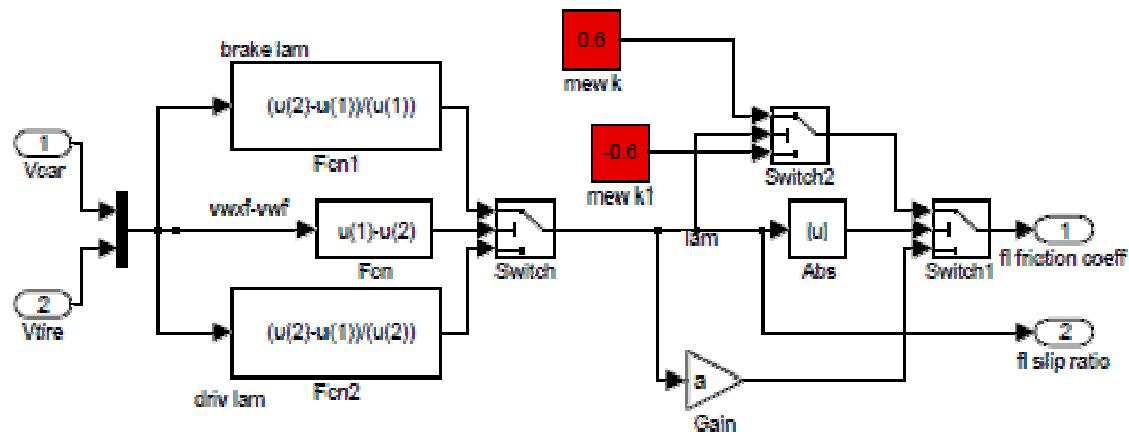 brake lam
(u(2)-u(1))/(u(1))
Fcn1
0.6
mew k
1
Vcar
-0.6
mew k1
Switch2
vwxf-vwf
u(1)-u(2)
Fcn
Switch
lam
|u|
Abs
Switch1
1
fl friction coeff
2
Vtire
(u(2)-u(1))/(u(2))
Fcn2
driv lam
a
Gain
2
fl slip ratio